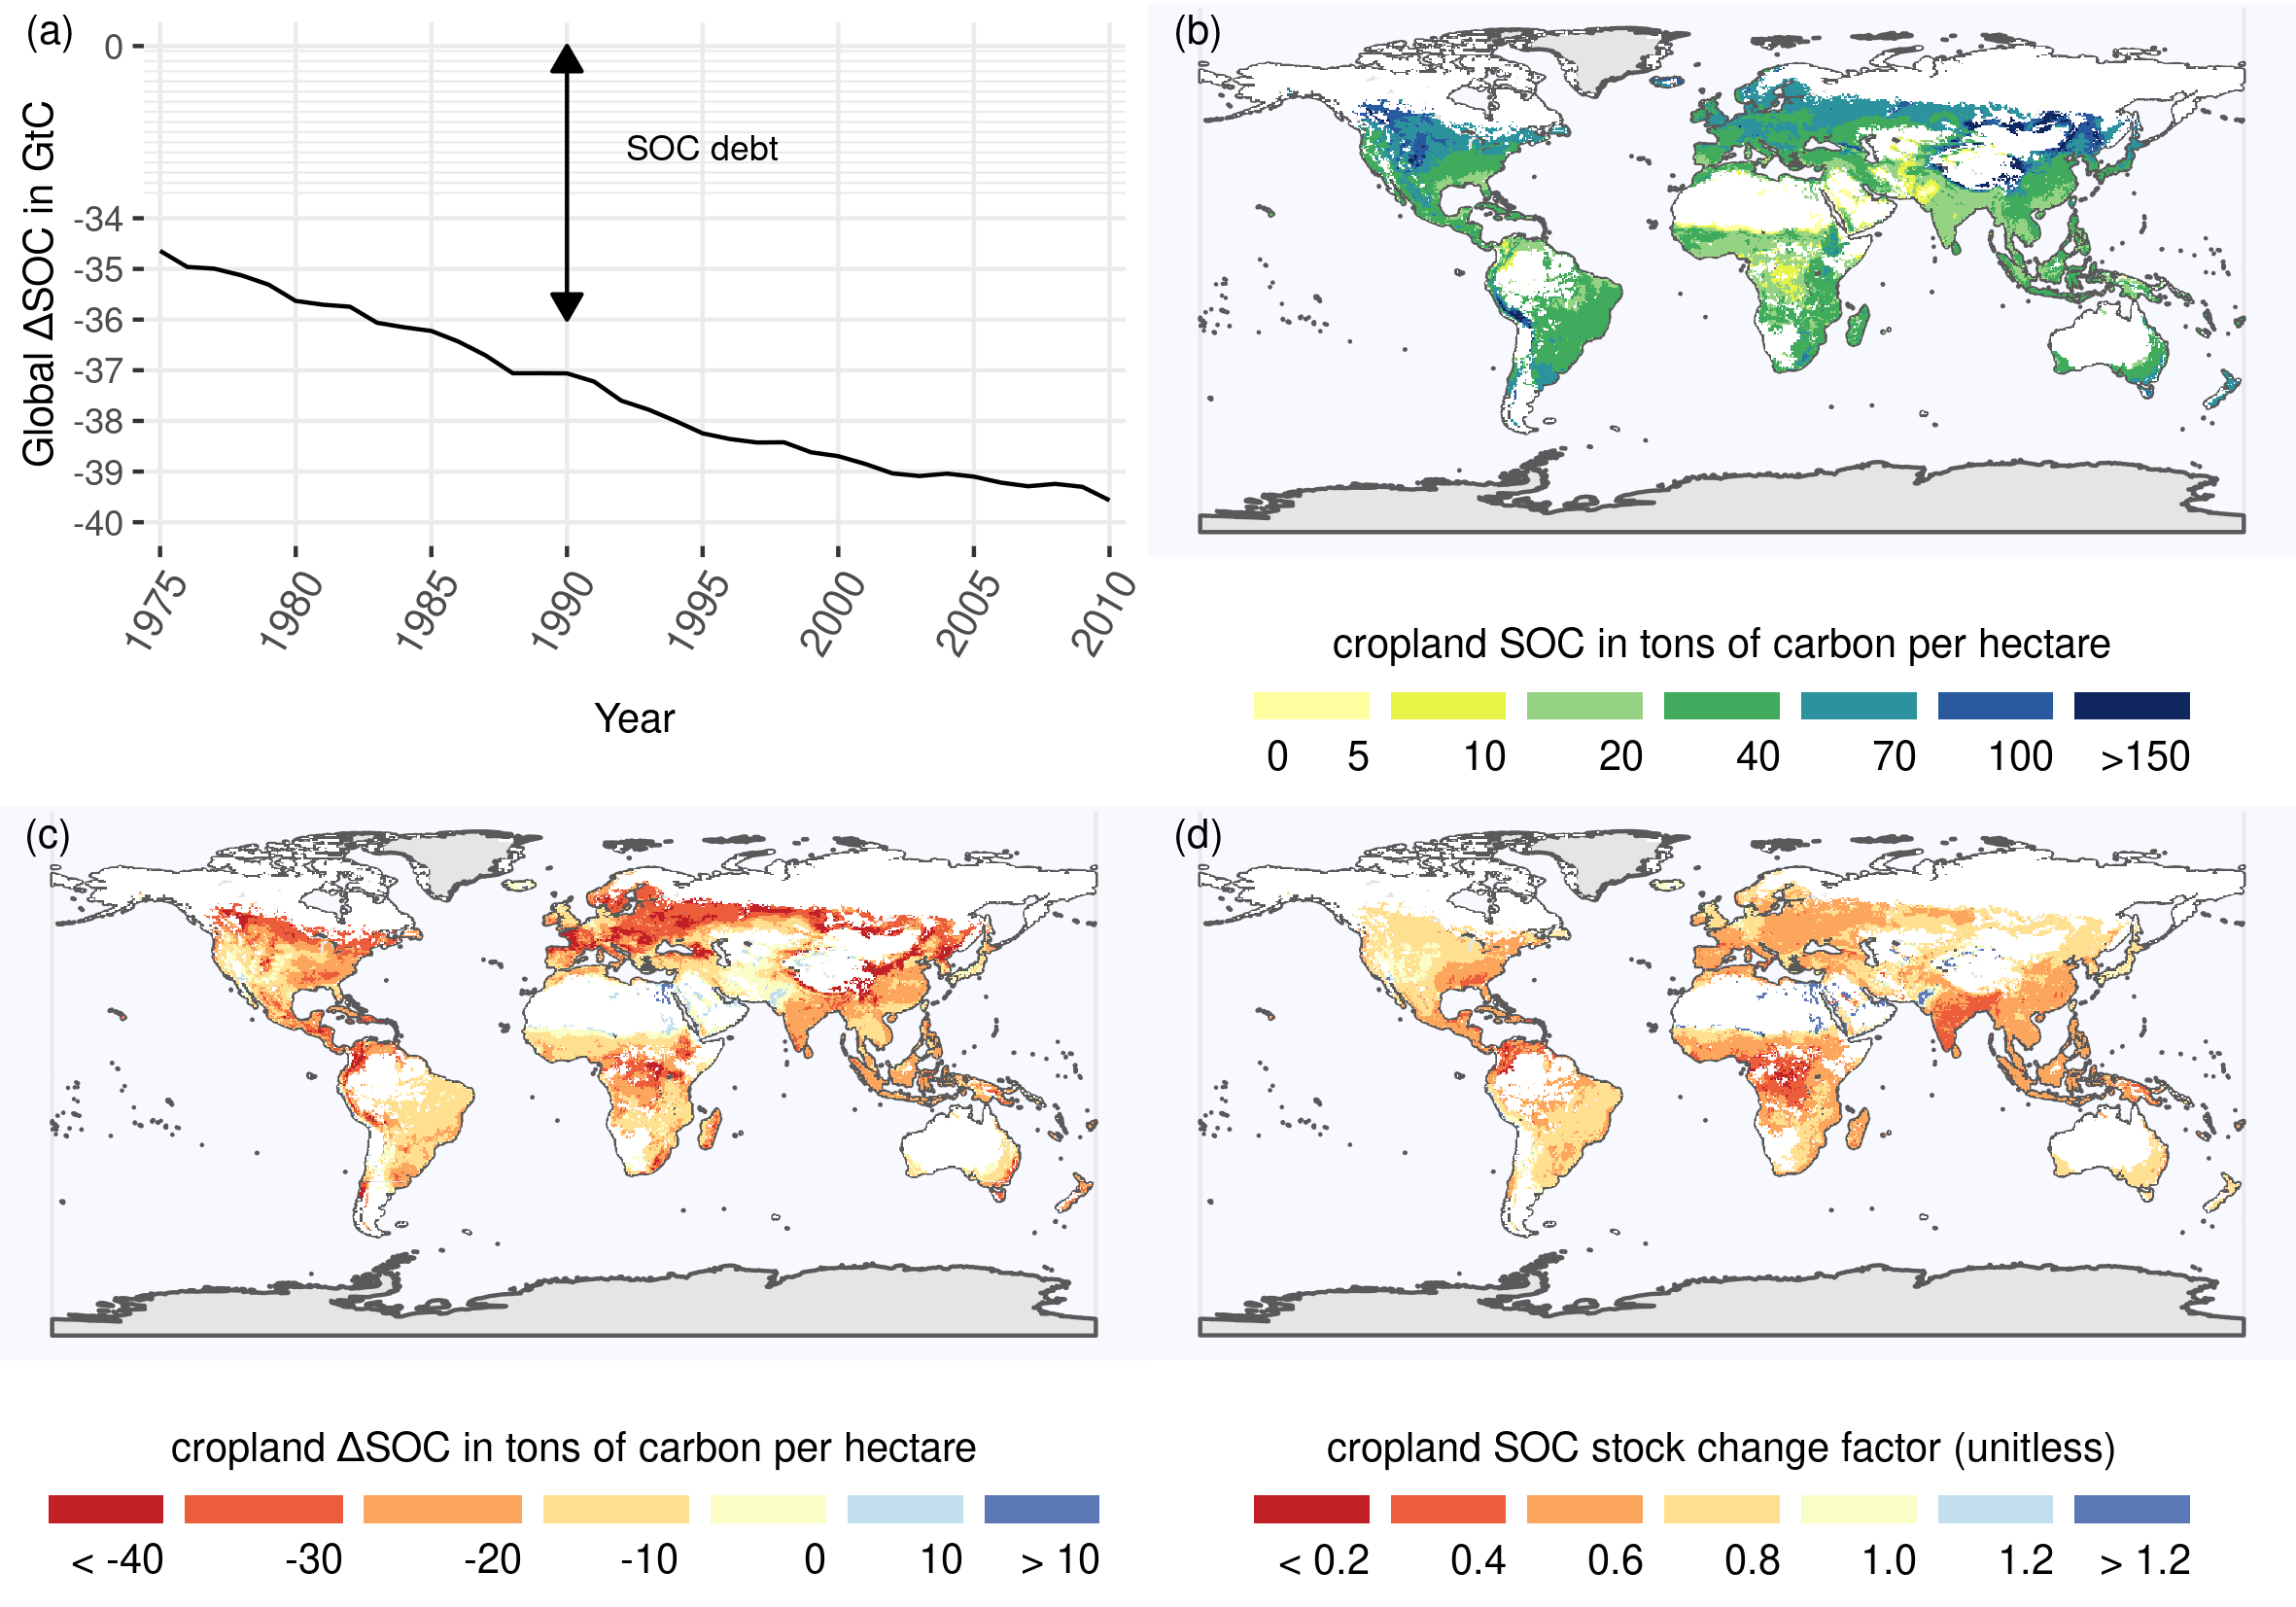 (a)
Global ΔSOC in GtC
0
-34
-35
-36
-37
-38
-39
-40
SOC debt
1975 1980 1985 1990 1995 2000 2005 2010
Year
(b)
cropland SOC in tons of carbon per hectare
0 5 10 20 40 70 100 >150
(c)
cropland ΔSOC in tons of carbon per hectare
< -40 -30 -20 -10 0 10 > 10
(d)
cropland SOC stock change factor (unitless)
< 0.2 0.4 0.6 0.8 1.0 1.2 > 1.2